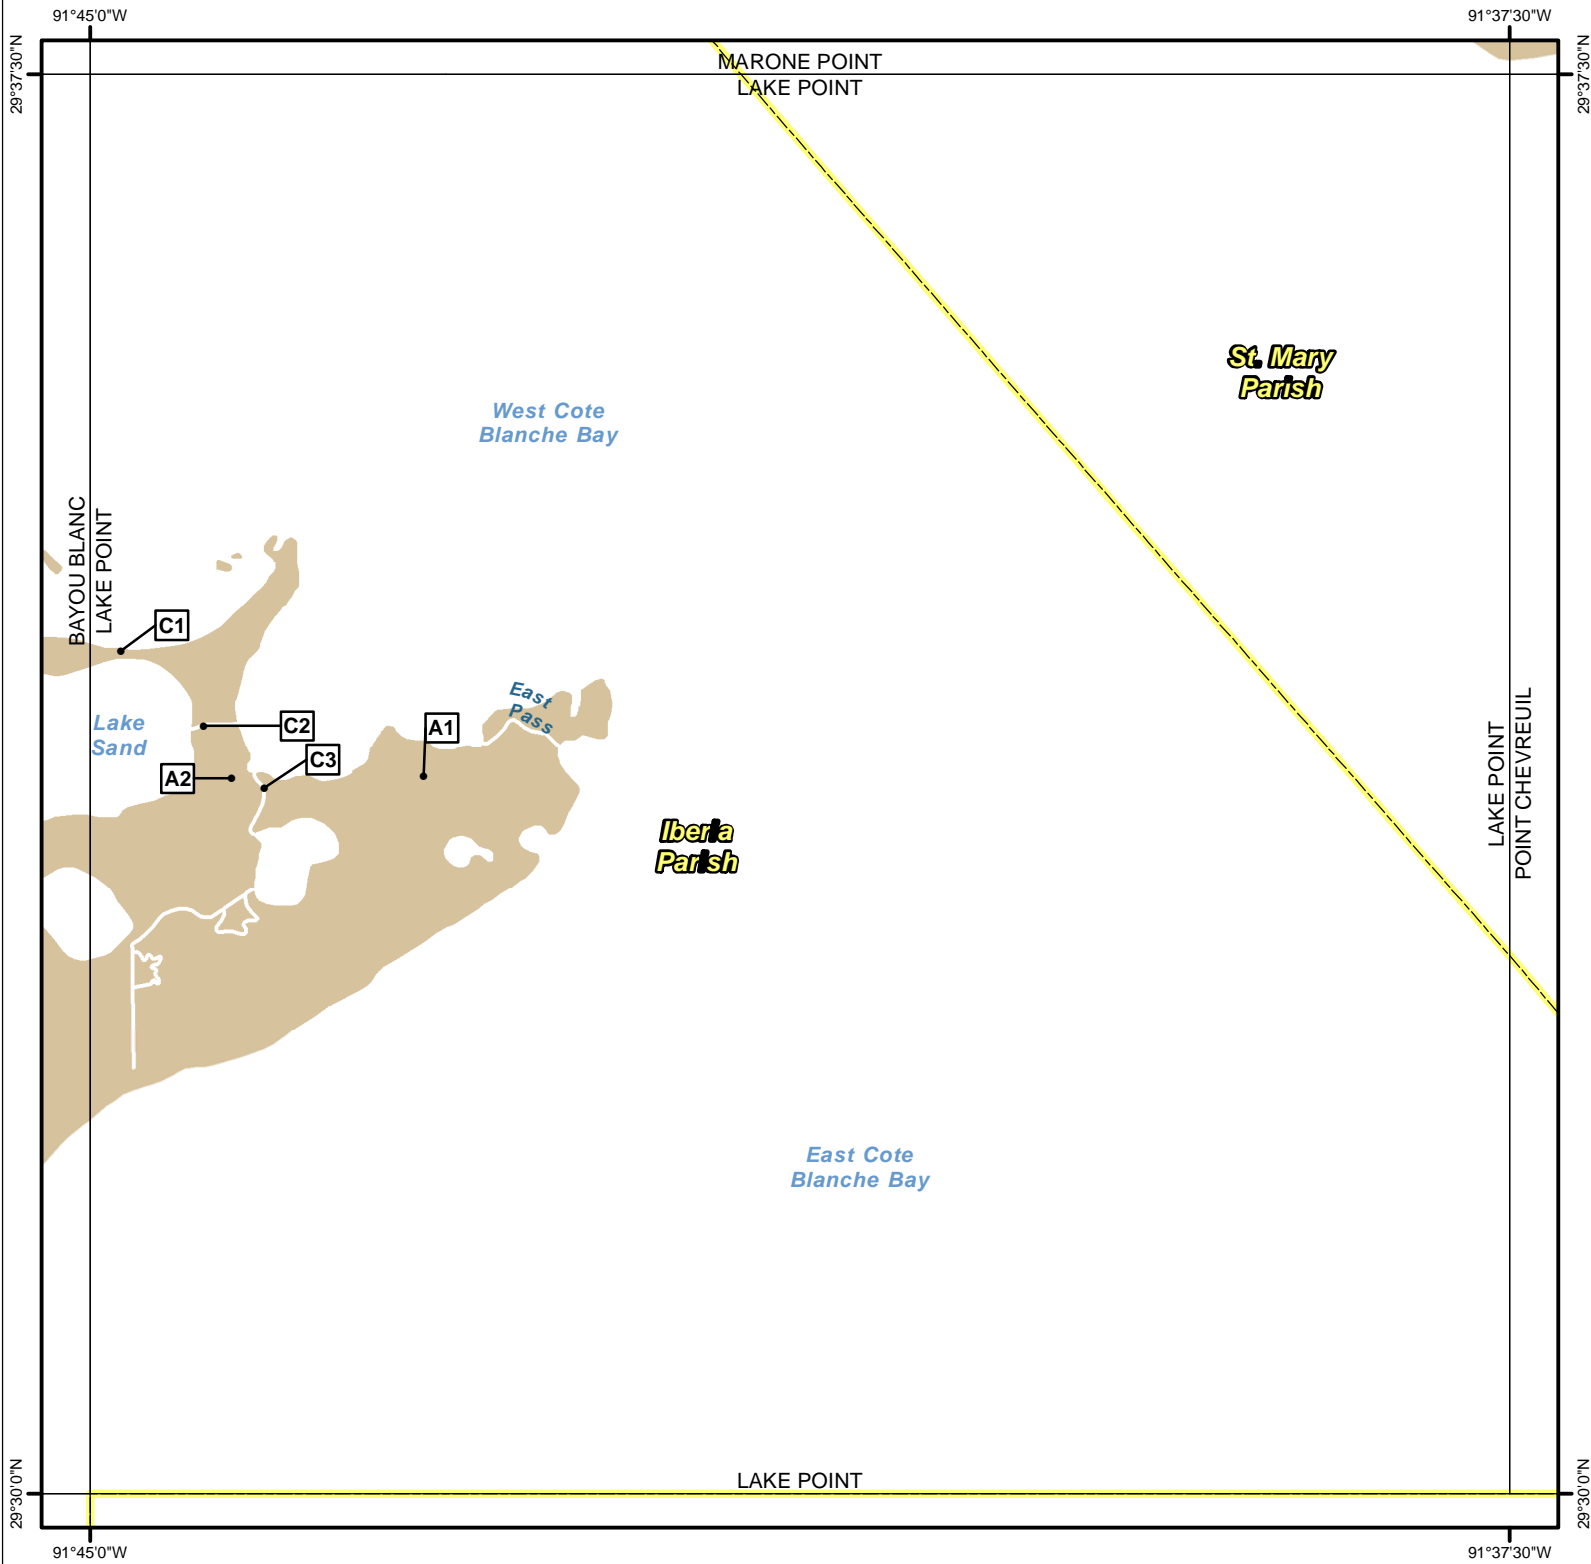 91°45'0"W
91°37'30"W
29°37'30"N
29°37'30"N
MARONE POINT
LAKE POINT
St. Mary
Parish
West Cote
Blanche Bay
BAYOU BLANC
LAKE POINT
C1
East
Pass
Lake
Sand
C2
A1
C3
A2
LAKE POINT
POINT CHEVREUIL
Iberia
Parish
East Cote
Blanche Bay
LAKE POINT
29°30'0"N
29°30'0"N
91°45'0"W
91°37'30"W